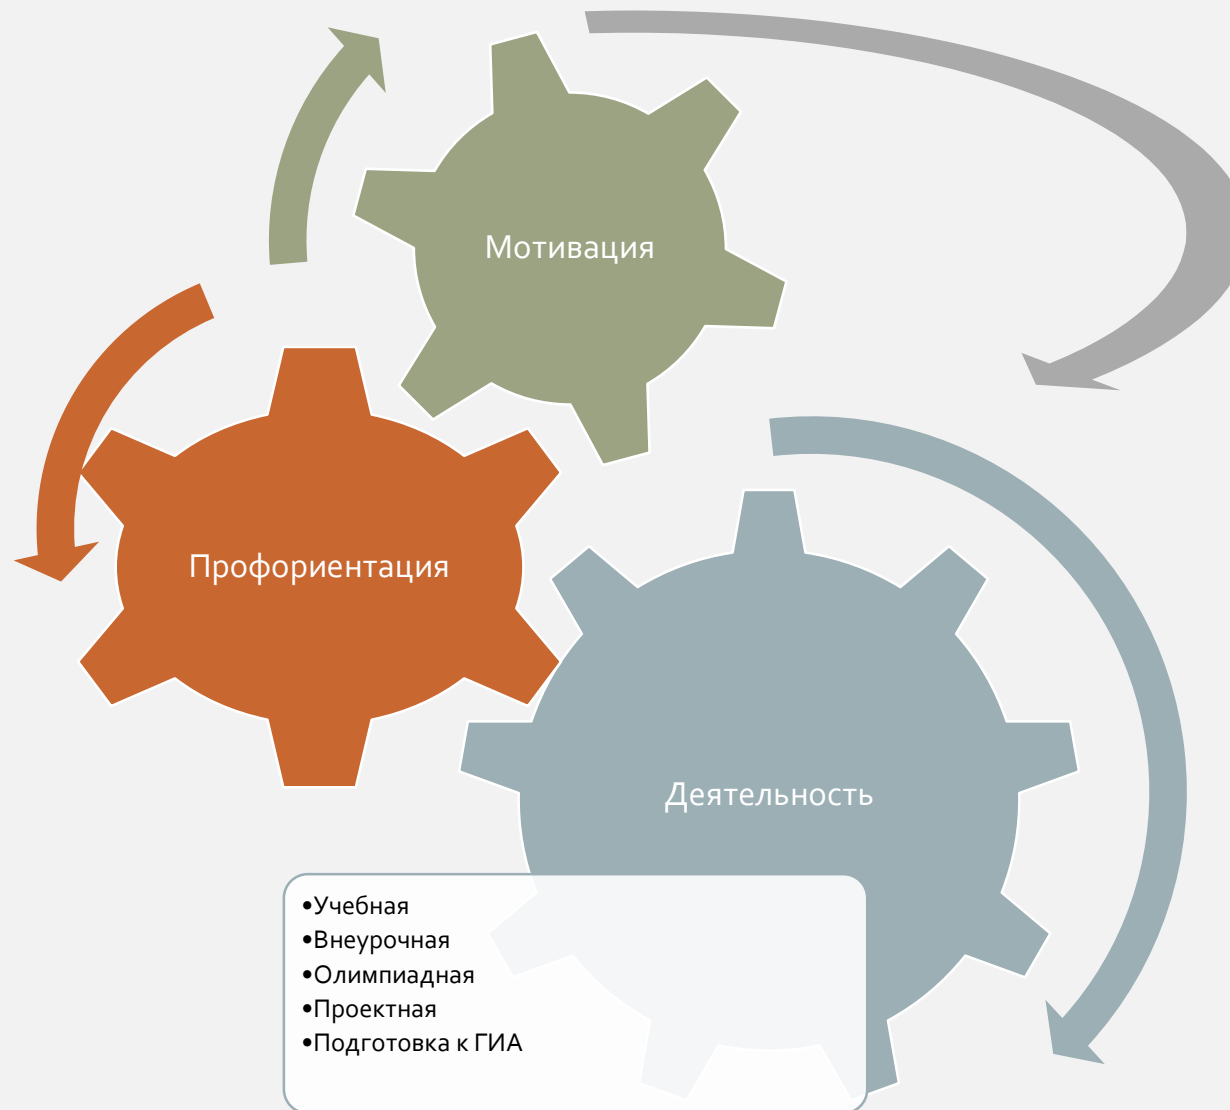 Мотивация
Профориентация
Деятельность
•Учебная
•Внеурочная
•Олимпиадная
•Проектная
•Подготовка к ГИА